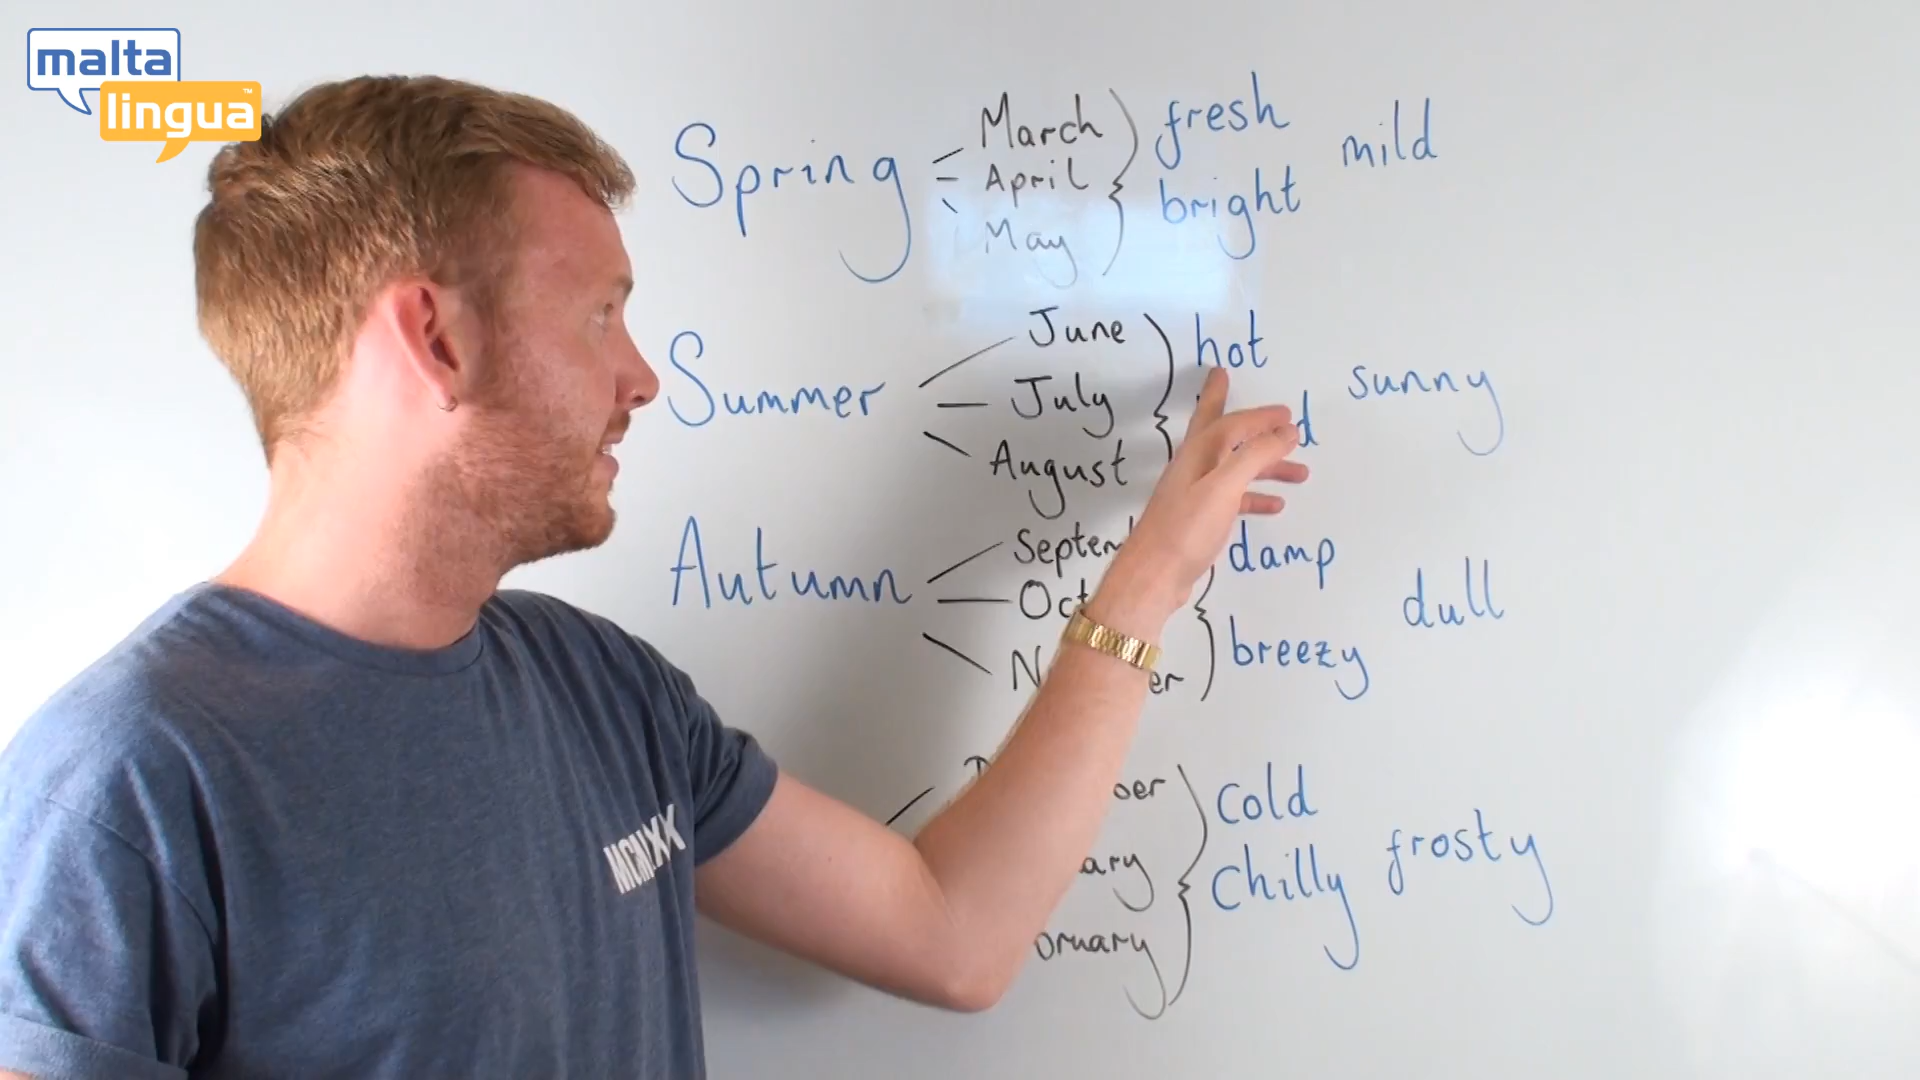 malta
lingua™
Spring
March
April
May
fresh
bright
mild
Summer
June
July
August
hot
sunny
Autumn
damp
breezy
dull
cold
chilly
frosty